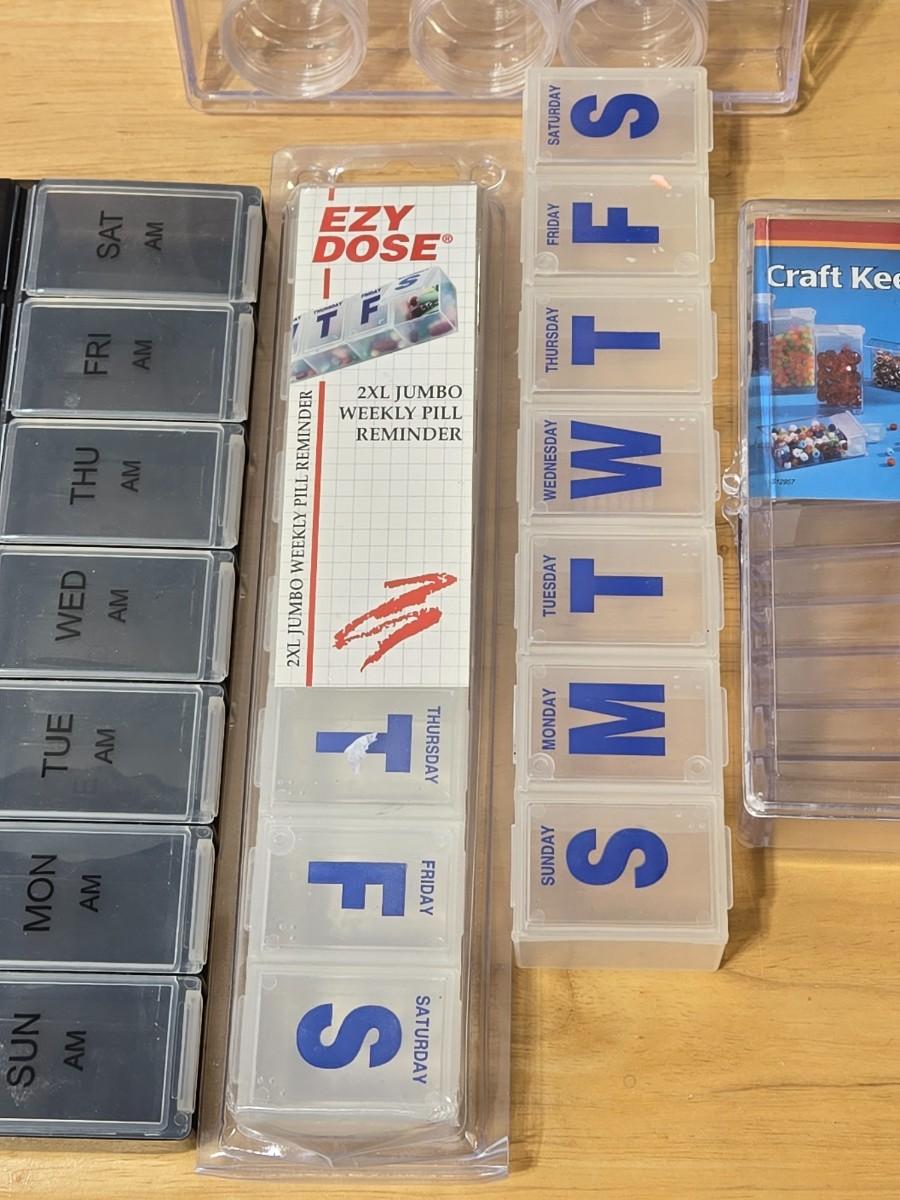 SAT
AM
FRI
AM
THU
AM
WED
AM
TUE
AM
MON
AM
SUN
AM
EZY
DOSE®
THURSDAY
T
FRIDAY
F
S
2XL JUMBO
WEEKLY PILL
REMINDER
2XL JUMBO WEEKLY PILL REMINDER
THURSDAY
T
FRIDAY
F
SATURDAY
S
SATURDAY
S
FRIDAY
F
THURSDAY
T
WEDNESDAY
W
TUESDAY
T
MONDAY
M
SUNDAY
S
Craft Kee